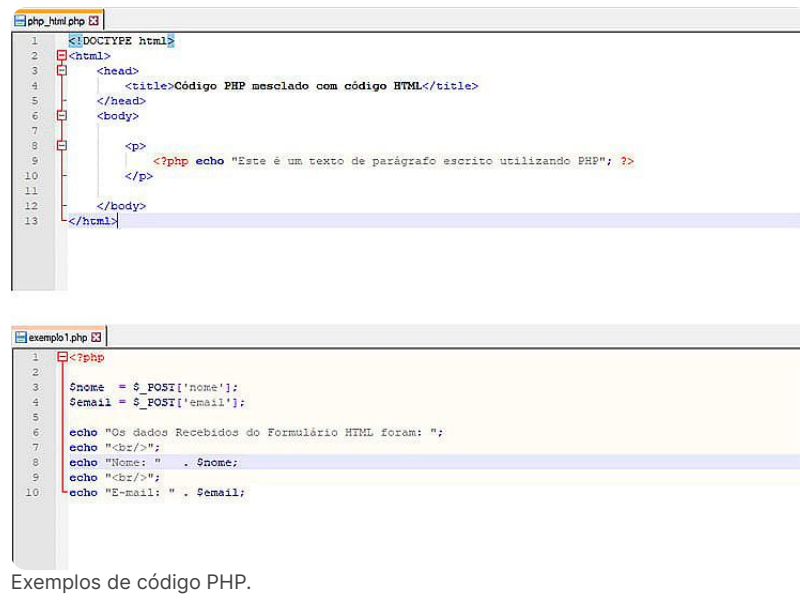 php_html.php
1 <!DOCTYPE html>
2 <html>
3 <head>
4 <title>Código PHP mesclado com código HTML</title>
5 </head>
6 <body>
7
8 <p>
9 <?php echo "Este é um texto de parágrafo escrito utilizando PHP"; ?>
10 </p>
11
12 </body>
13 </html>
exemplo1.php
1 <?php
2
3 $nome = $_POST['nome'];
4 $email = $_POST['email'];
5
6 echo "Os dados Recebidos do Formulário HTML foram: ";
7 echo "<br/>";
8 echo "Nome: " . $nome;
9 echo "<br/>";
10 echo "E-mail: " . $email;
Exemplos de código PHP.